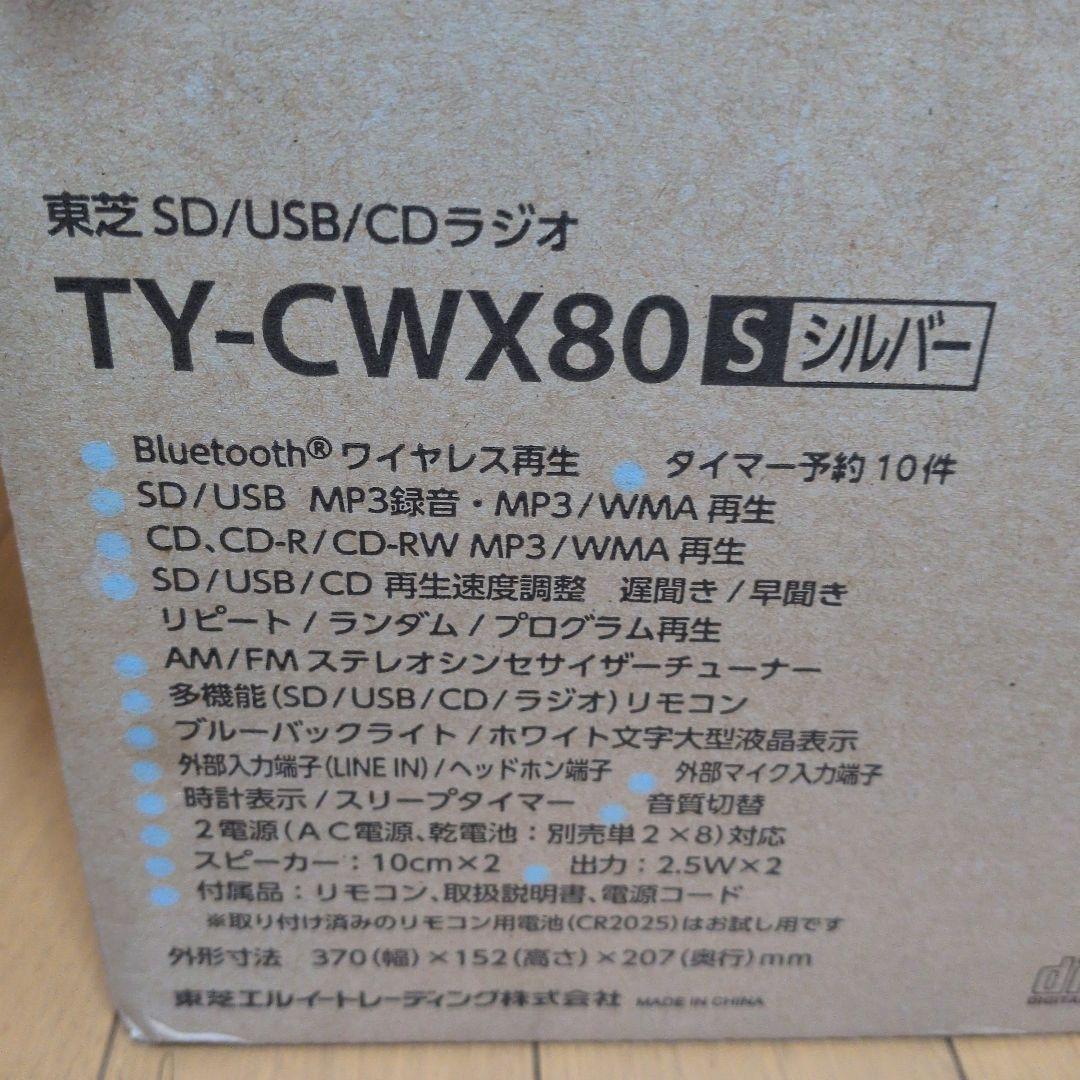 東芝 SD/USB/CDラジオ
TY-CWX80 S シルバー
Bluetooth® ワイヤレス再生 タイマー予約 10件
SD/USB MP3録音・MP3/WMA 再生
CD、CD-R/CD-RW MP3/WMA 再生
SD/USB/CD 再生速度調整 遅聞き/早聞き
リピート/ランダム/プログラム再生
AM/FM ステレオシンセサイザーチューナー
多機能(SD/USB/CD/ラジオ)リモコン
ブルーバックライト/ホワイト文字大型液晶表示
外部入力端子(LINE IN)/ヘッドホン端子 外部マイク入力端子
時計表示/スリープタイマー 音質切替
2電源(AC電源、乾電池:別売単2×8)対応
スピーカー:10cm×2 出力:2.5W×2
付属品:リモコン、取扱説明書、電源コード
※取り付け済みのリモコン用電池(CR2025)はお試し用です
外形寸法 370(幅)×152(高さ)×207(奥行)mm
東芝エルイートレーディング株式会社 MADE IN CHINA